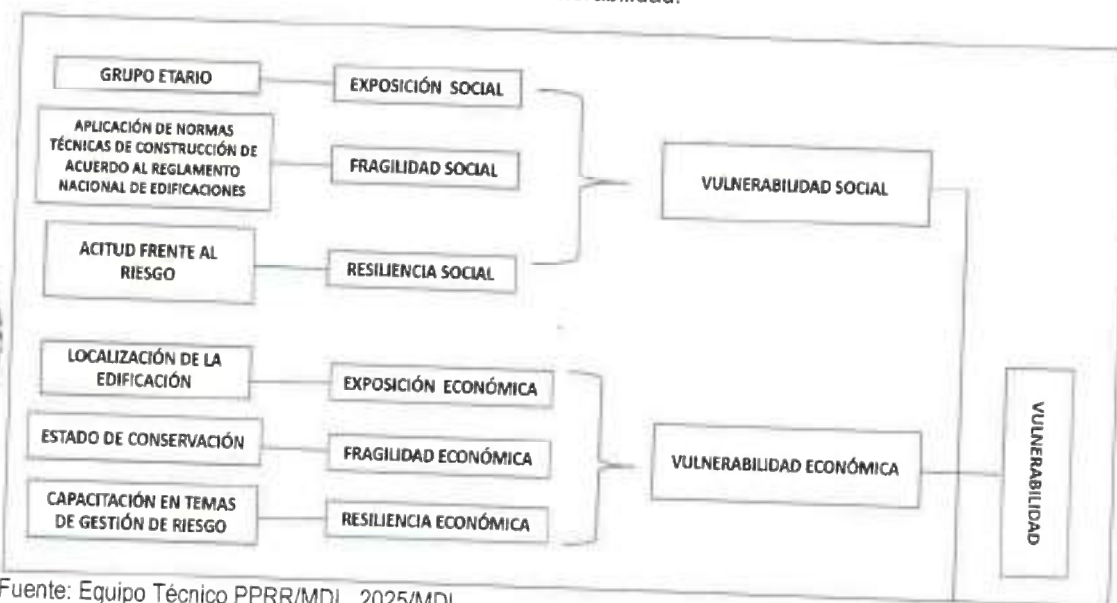 GRUPO ETARIO
EXPOSICIÓN SOCIAL
APLICACIÓN DE NORMAS
TÉCNICAS DE CONSTRUCCIÓN DE
ACUERDO AL REGLAMENTO
NACIONAL DE EDIFICACIONES
FRAGILIDAD SOCIAL
ACITUD FRENTE AL
RIESGO
RESILIENCIA SOCIAL
VULNERABILIDAD SOCIAL
LOCALIZACIÓN DE LA
EDIFICACIÓN
EXPOSICIÓN ECONÓMICA
ESTADO DE CONSERVACIÓN
FRAGILIDAD ECONÓMICA
CAPACITACIÓN EN TEMAS
DE GESTIÓN DE RIESGO
RESILIENCIA ECONÓMICA
VULNERABILIDAD ECONÓMICA
VULNERABILIDAD
Fuente: Equipo Técnico PPRR/MDL, 2025/MDL